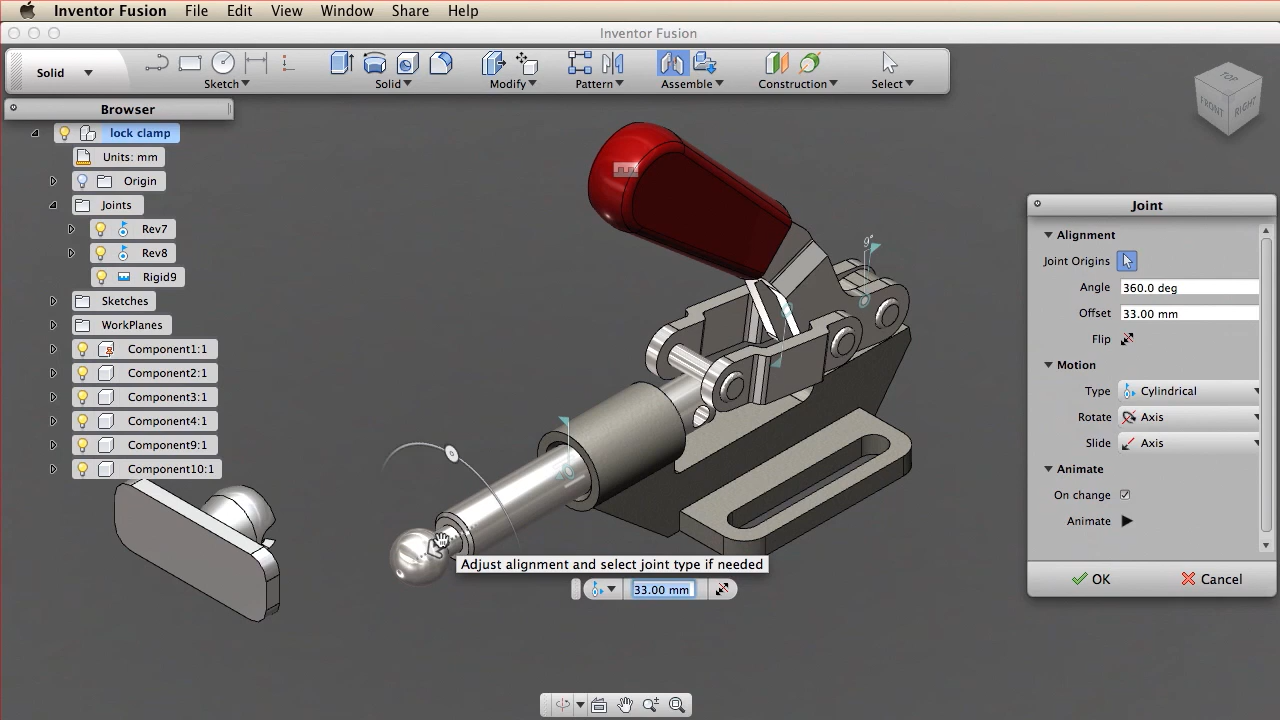 Inventor Fusion File Edit View Window Share Help
Inventor Fusion
Solid
Sketch
Solid
Modify
Pattern
Assemble
Construction
Select
Browser
lock clamp
Units: mm
Origin
Joints
Rev7
Rev8
Rigid9
Sketches
WorkPlanes
Component1:1
Component2:1
Component3:1
Component4:1
Component9:1
Component10:1
TOP
FRONT
RIGHT
9°
Adjust alignment and select joint type if needed
33.00 mm
Joint
Alignment
Joint Origins
Angle 360.0 deg
Offset 33.00 mm
Flip
Motion
Type Cylindrical
Rotate Axis
Slide Axis
Animate
On change
Animate
OK Cancel